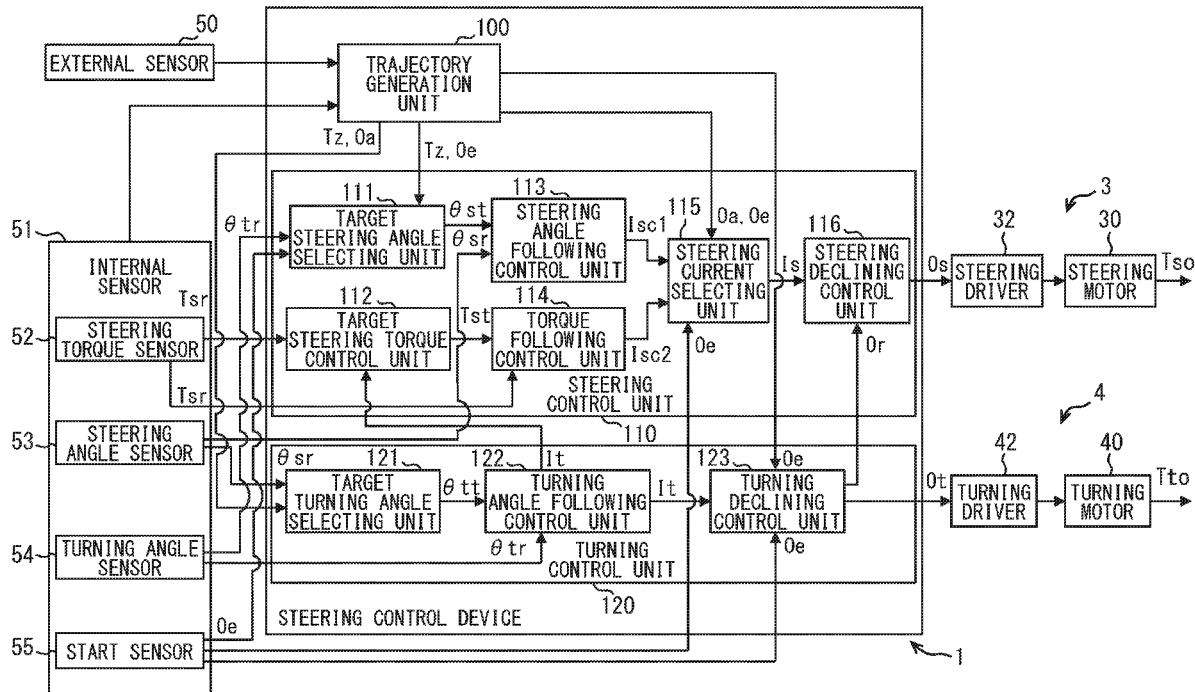 50
EXTERNAL SENSOR
100
TRAJECTORY
GENERATION
UNIT
Tz, Oa
Tz, Oe
51
INTERNAL
SENSOR
Tsr
52
STEERING
TORQUE SENSOR
Tsr
53
STEERING
ANGLE SENSOR
54
TURNING ANGLE
SENSOR
55
START SENSOR
Oe
θtr
111
TARGET
STEERING ANGLE
SELECTING UNIT
θst
θsr
113
STEERING
ANGLE
FOLLOWING
CONTROL UNIT
Isc1
115
STEERING
CURRENT
SELECTING
UNIT
Oa, Oe
Is
116
STEERING
DECLINING
CONTROL
UNIT
Os
32
STEERING
DRIVER
3
30
STEERING
MOTOR
Tso
112
TARGET
STEERING TORQUE
CONTROL UNIT
Tst
114
TORQUE
FOLLOWING
CONTROL UNIT
Isc2
Oe
Or
STEERING
CONTROL UNIT
110
θsr
121
TARGET
TURNING ANGLE
SELECTING UNIT
θtt
122
It
TURNING
ANGLE FOLLOWING
CONTROL UNIT
θtr
It
123
Oe
TURNING
DECLINING
CONTROL UNIT
Oe
Ot
42
TURNING
DRIVER
4
40
TURNING
MOTOR
Tto
TURNING
CONTROL UNIT
120
STEERING CONTROL DEVICE
1